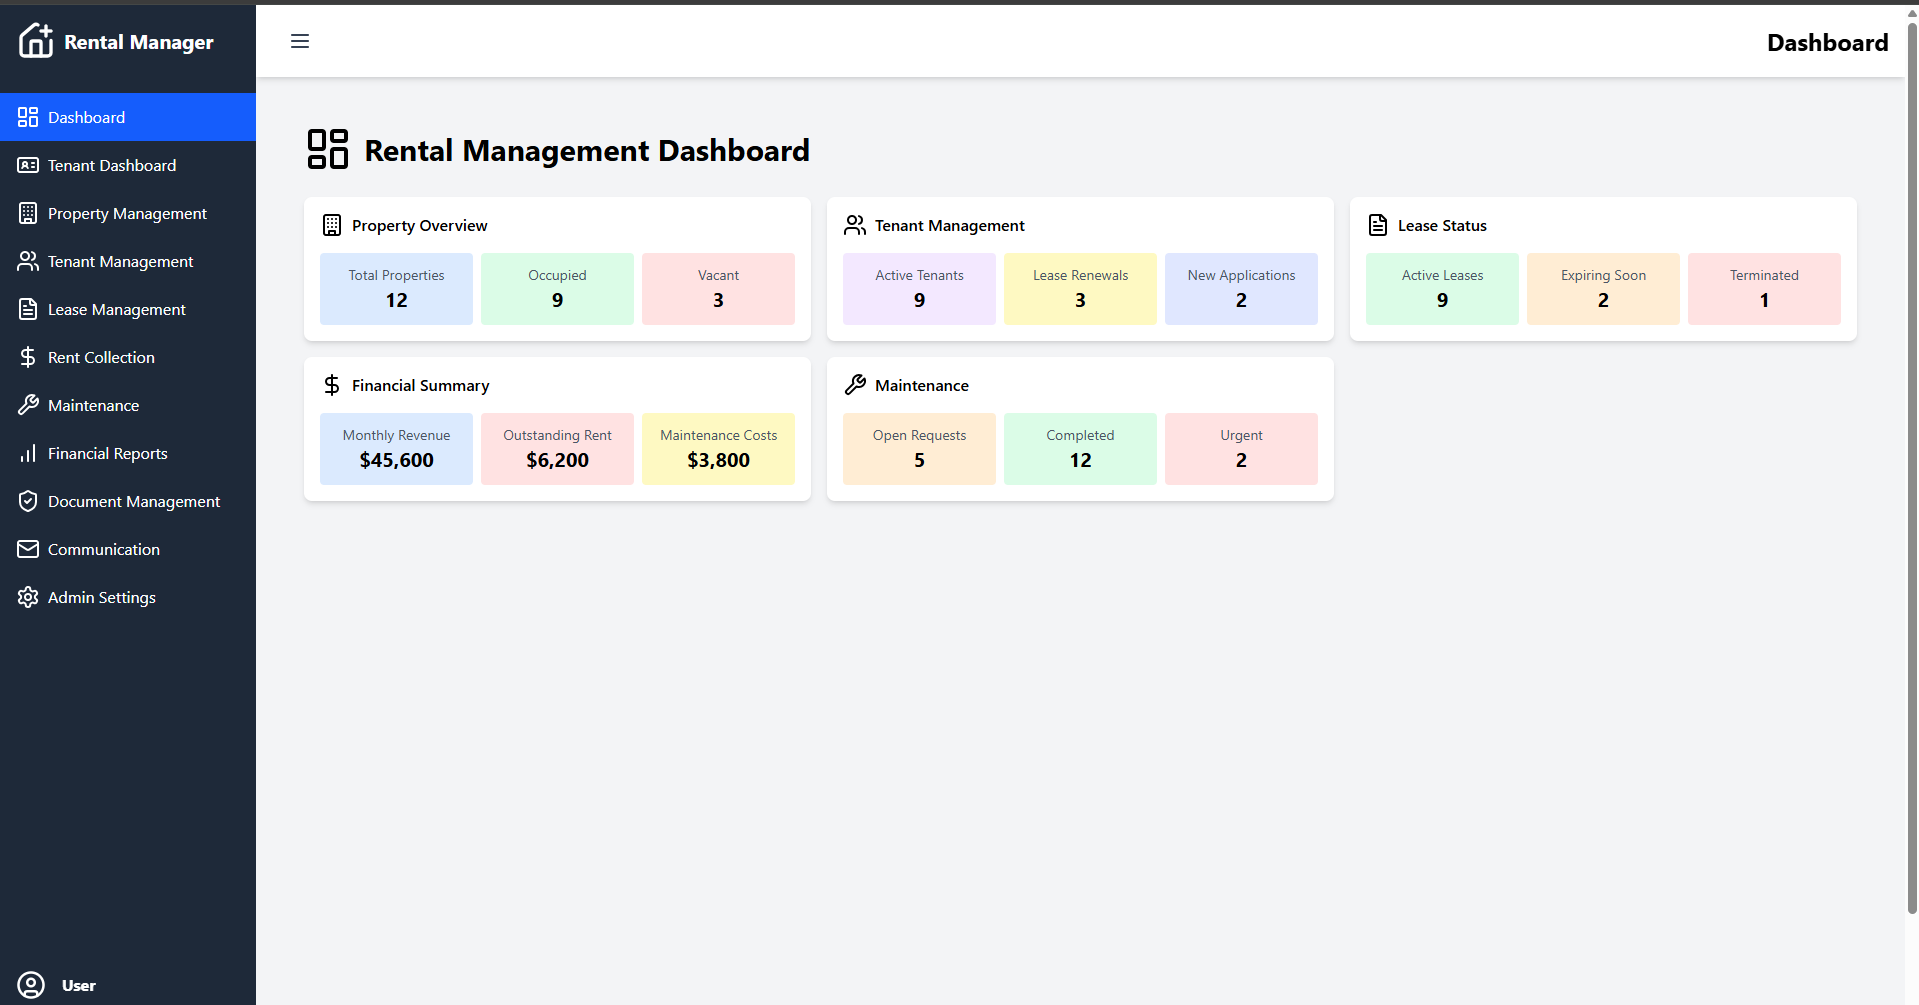 Rental Manager
Dashboard
Tenant Dashboard
Property Management
Tenant Management
Lease Management
Rent Collection
Maintenance
Financial Reports
Document Management
Communication
Admin Settings
User
Dashboard
Rental Management Dashboard
Property Overview
Total Properties
12
Occupied
9
Vacant
3
Tenant Management
Active Tenants
9
Lease Renewals
3
New Applications
2
Lease Status
Active Leases
9
Expiring Soon
2
Terminated
1
Financial Summary
Monthly Revenue
$45,600
Outstanding Rent
$6,200
Maintenance Costs
$3,800
Maintenance
Open Requests
5
Completed
12
Urgent
2